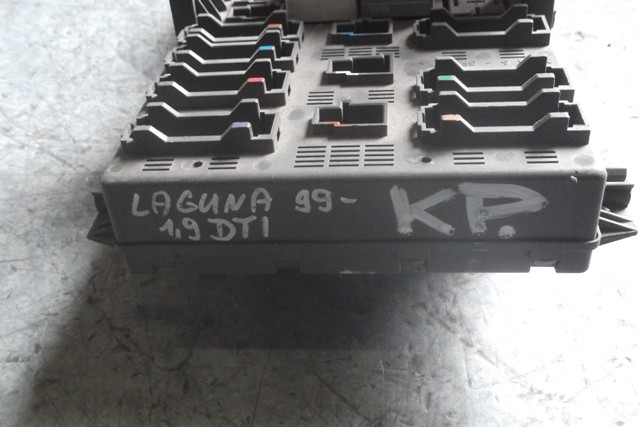 LAGUNA 99- KP.
1,9 DTI